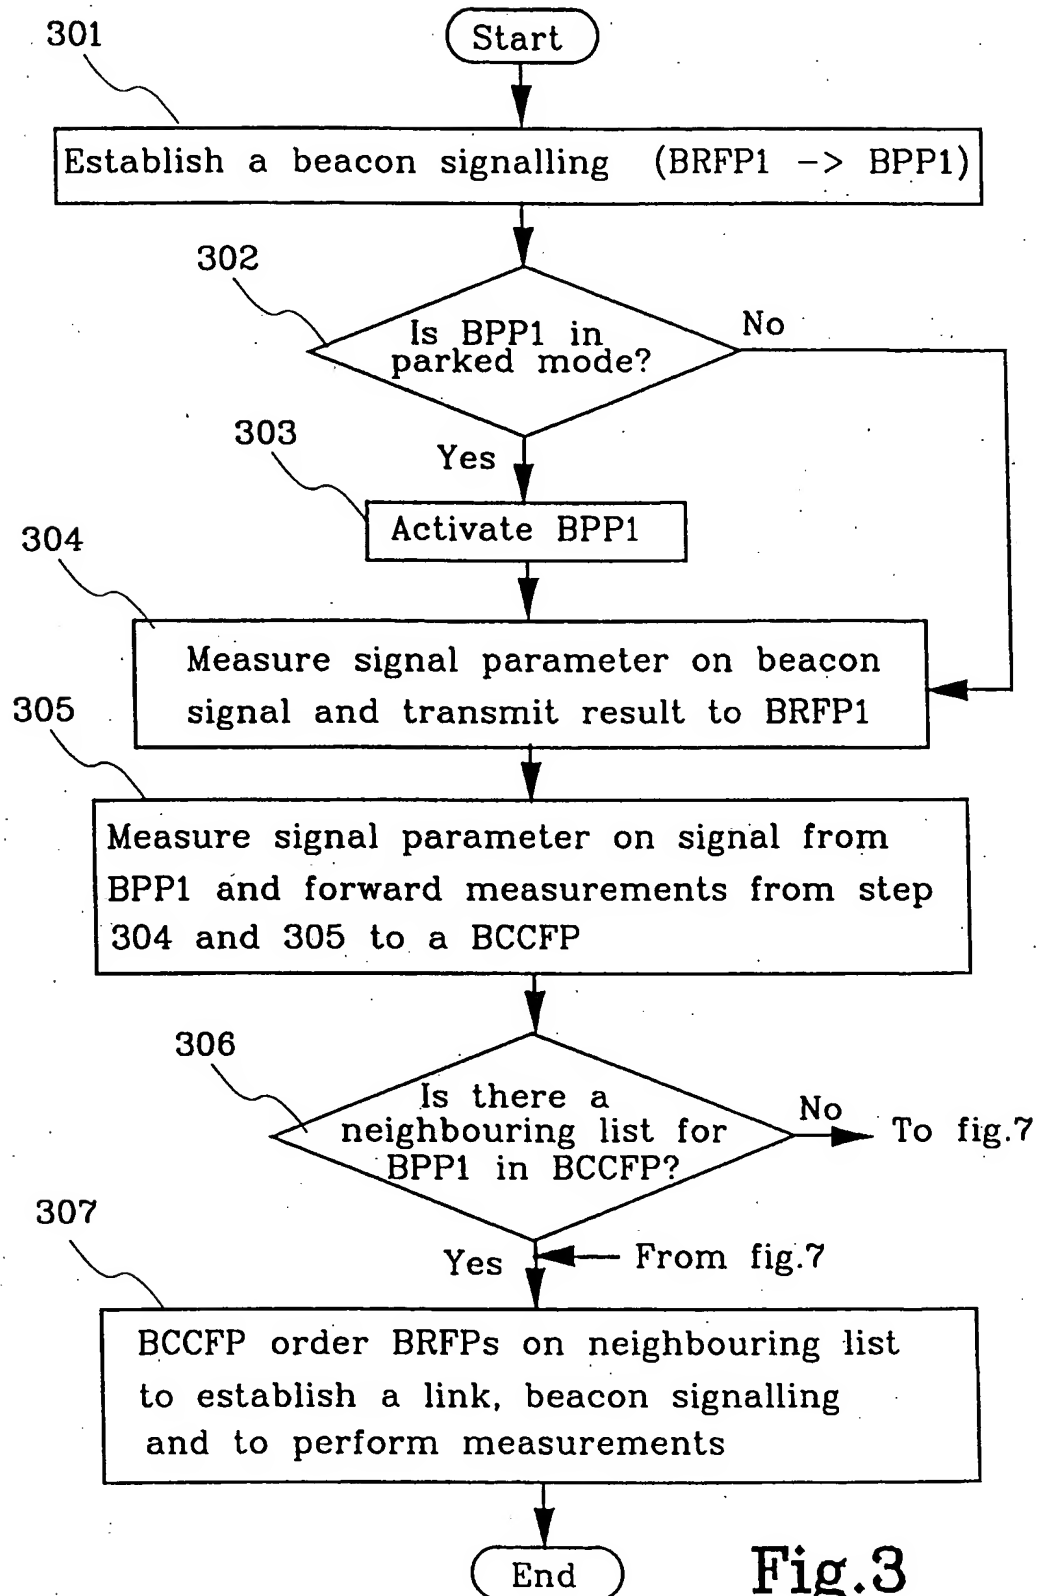 Start
301
Establish a beacon signalling (BRFP1 -> BPP1)
302
Is BPP1 in
parked mode?
No
303
Yes
Activate BPP1
304
Measure signal parameter on beacon
signal and transmit result to BRFP1
305
Measure signal parameter on signal from
BPP1 and forward measurements from step
304 and 305 to a BCCFP
306
Is there a
neighbouring list for
BPP1 in BCCFP?
No
To fig.7
307
Yes
From fig.7
BCCFP order BRFPs on neighbouring list
to establish a link, beacon signalling
and to perform measurements
End
Fig.3